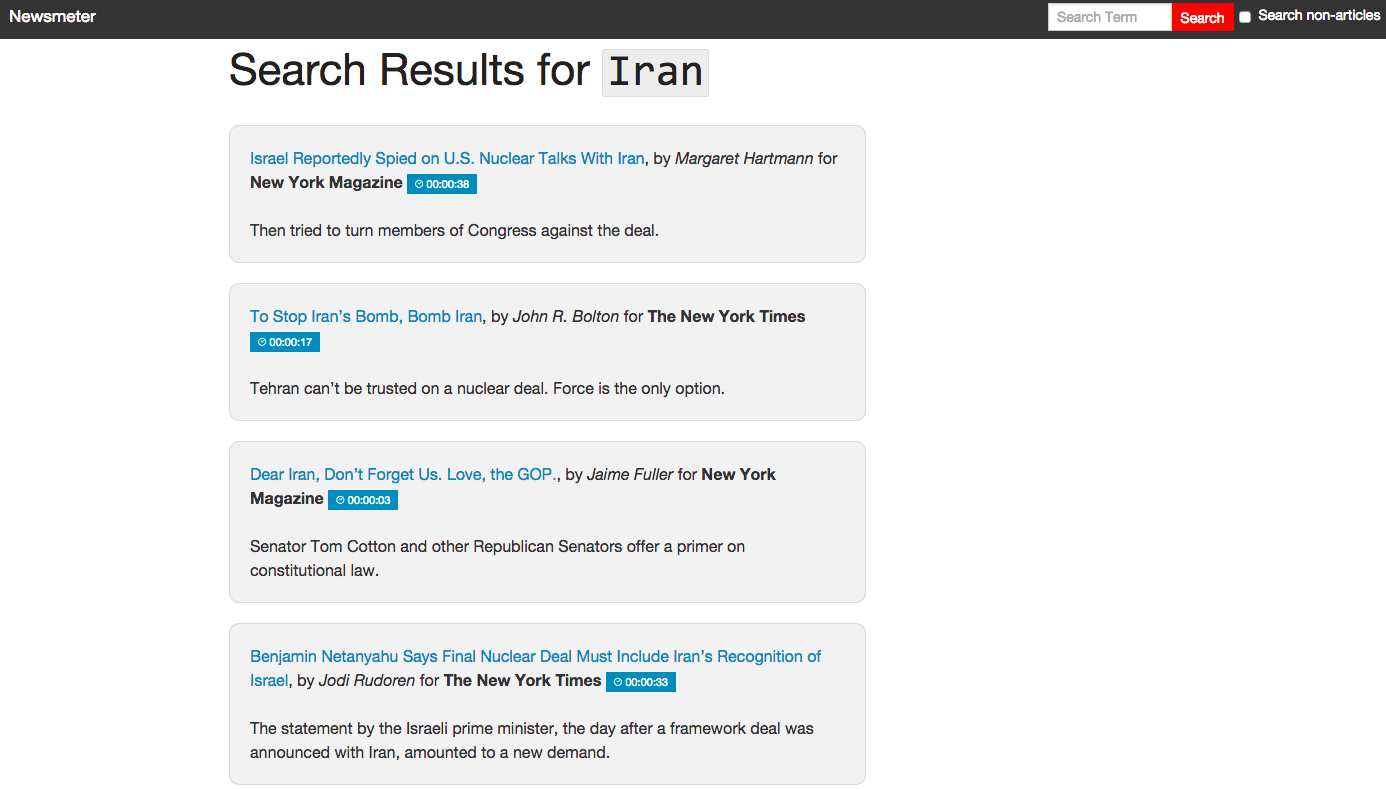 Newsmeter
Search Term
Search
Search non-articles
Search Results for Iran
Israel Reportedly Spied on U.S. Nuclear Talks With Iran, by Margaret Hartmann for
New York Magazine 00:00:38
Then tried to turn members of Congress against the deal.
To Stop Iran’s Bomb, Bomb Iran, by John R. Bolton for The New York Times
00:00:17
Tehran can’t be trusted on a nuclear deal. Force is the only option.
Dear Iran, Don’t Forget Us. Love, the GOP., by Jaime Fuller for New York
Magazine 00:00:03
Senator Tom Cotton and other Republican Senators offer a primer on
constitutional law.
Benjamin Netanyahu Says Final Nuclear Deal Must Include Iran’s Recognition of
Israel, by Jodi Rudoren for The New York Times 00:00:33
The statement by the Israeli prime minister, the day after a framework deal was
announced with Iran, amounted to a new demand.